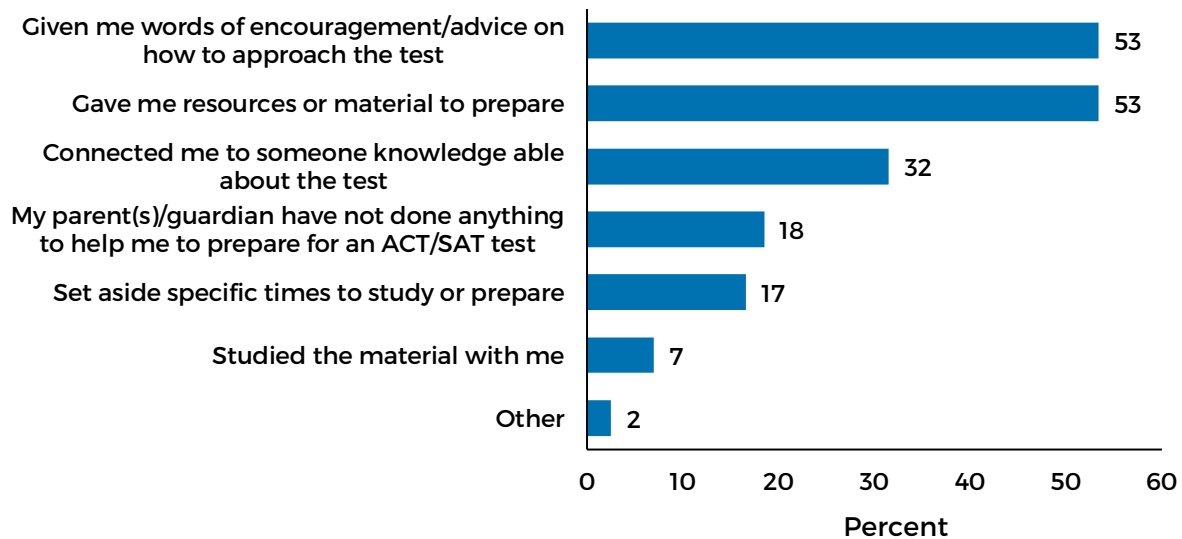 Given me words of encouragement/advice on
how to approach the test
53
Gave me resources or material to prepare
53
Connected me to someone knowledge able
about the test
32
My parent(s)/guardian have not done anything
to help me to prepare for an ACT/SAT test
18
Set aside specific times to study or prepare
17
Studied the material with me
7
Other
2
0 10 20 30 40 50 60
Percent